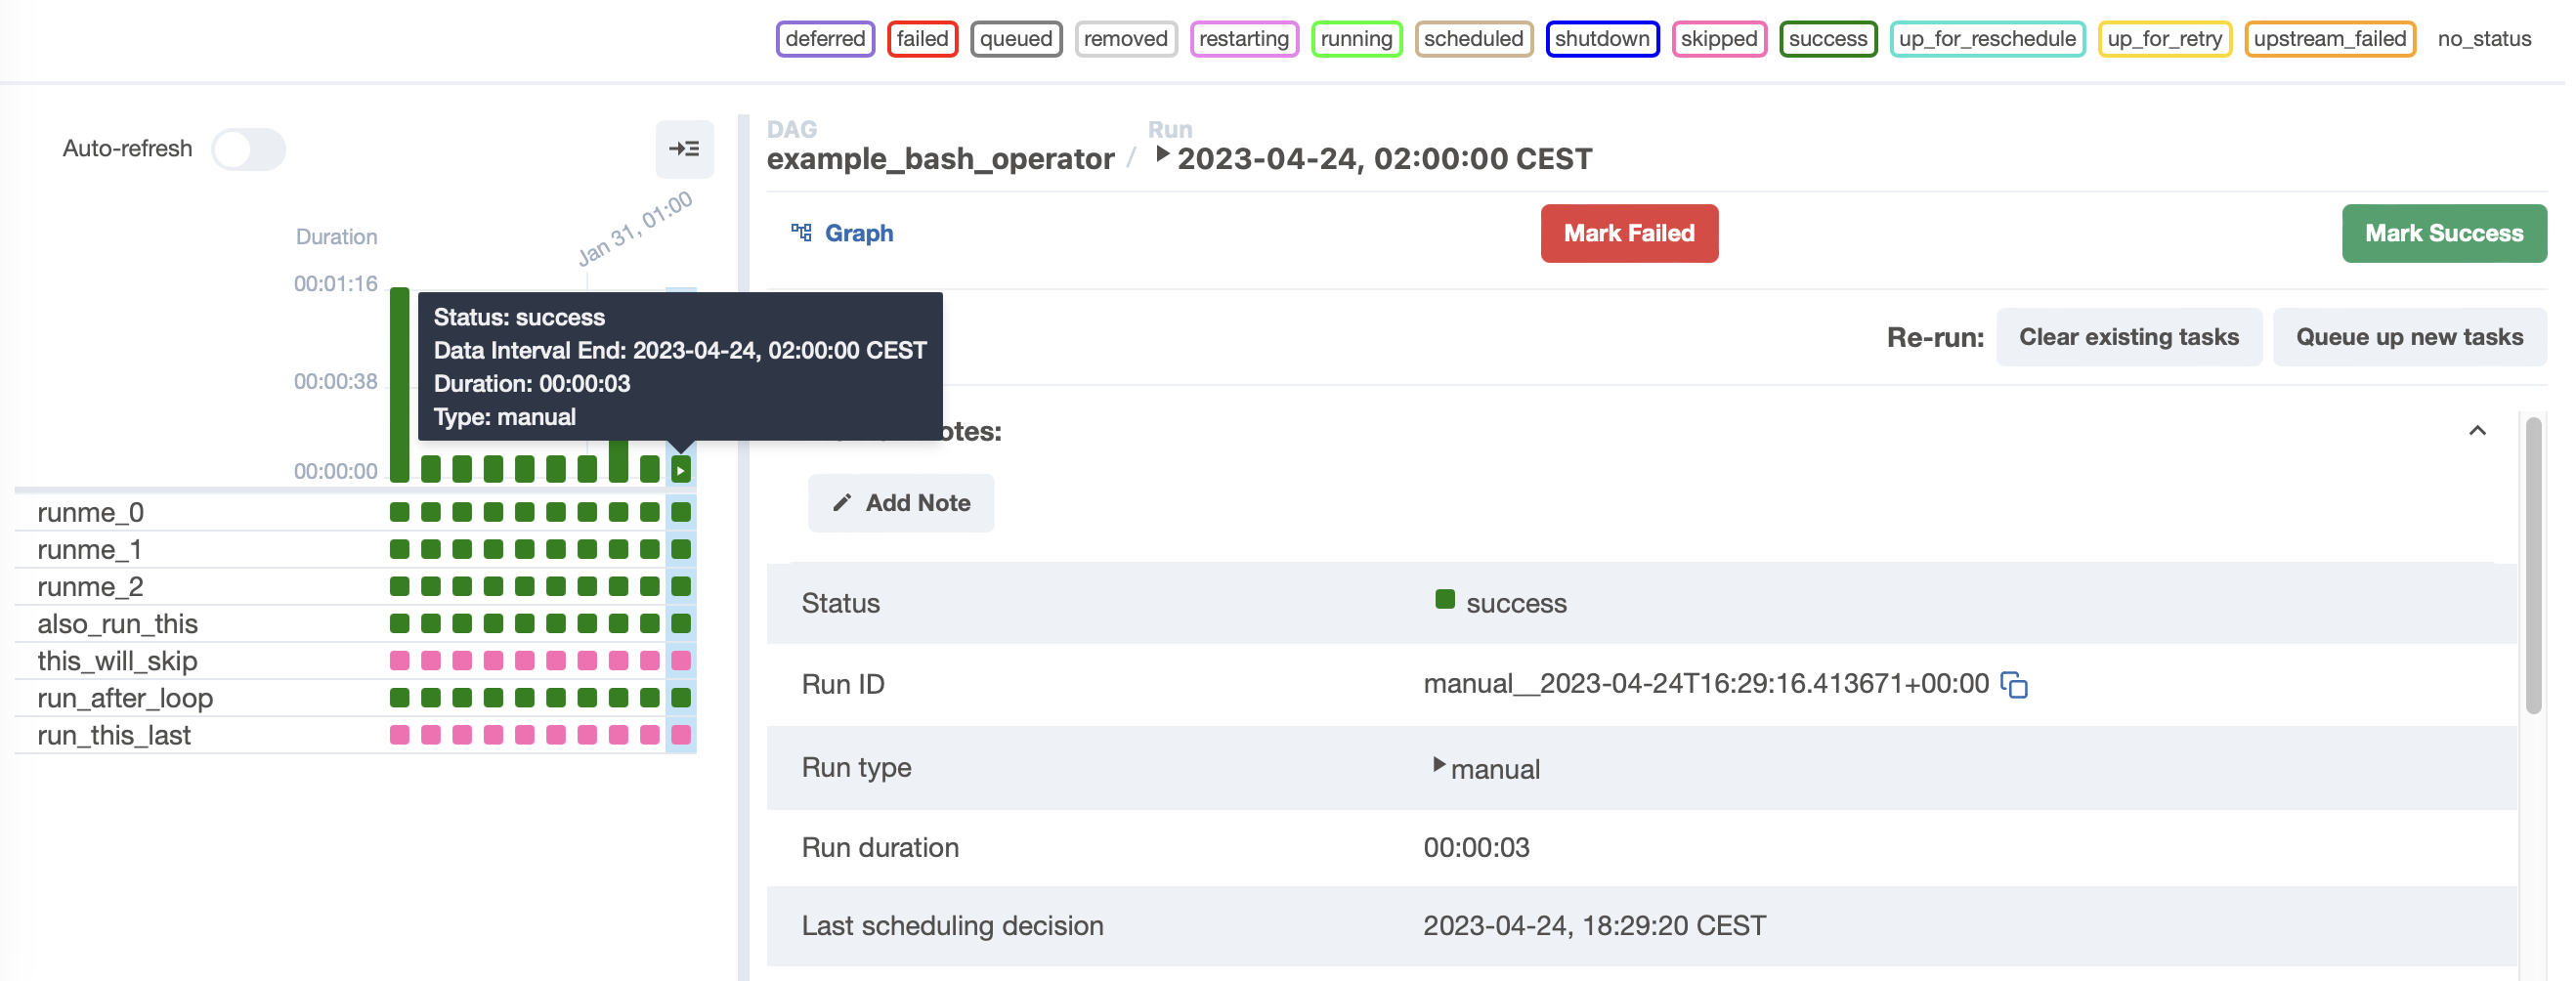 deferred failed queued removed restarting running scheduled shutdown skipped success up_for_reschedule up_for_retry upstream_failed no_status
Auto-refresh
Jan 31, 01:00
Duration
00:01:16
00:00:38
00:00:00
Status: success
Data Interval End: 2023-04-24, 02:00:00 CEST
Duration: 00:00:03
Type: manual
runme_0
runme_1
runme_2
also_run_this
this_will_skip
run_after_loop
run_this_last
DAG
example_bash_operator /
Run
2023-04-24, 02:00:00 CEST
Graph
Mark Failed
Mark Success
Re-run:
Clear existing tasks
Queue up new tasks
otes:
Add Note
Status success
Run ID manual__2023-04-24T16:29:16.413671+00:00
Run type manual
Run duration 00:00:03
Last scheduling decision 2023-04-24, 18:29:20 CEST